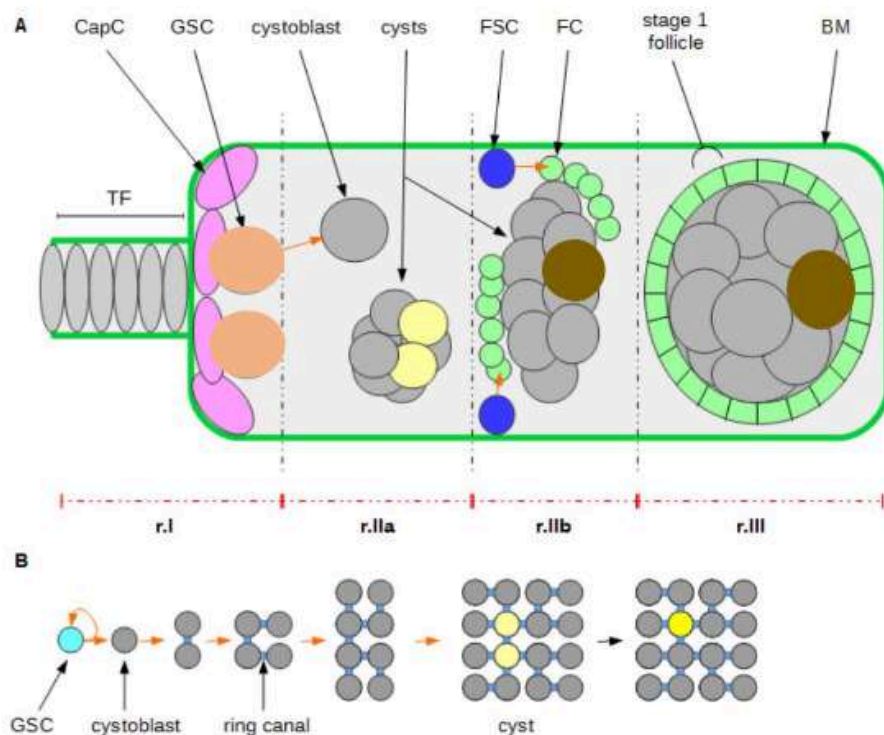 A
CapC GSC cystoblast cysts FSC FC stage 1 follicle BM
TF
r.I r.IIa r.IIb r.III
B
GSC cystoblast ring canal cyst